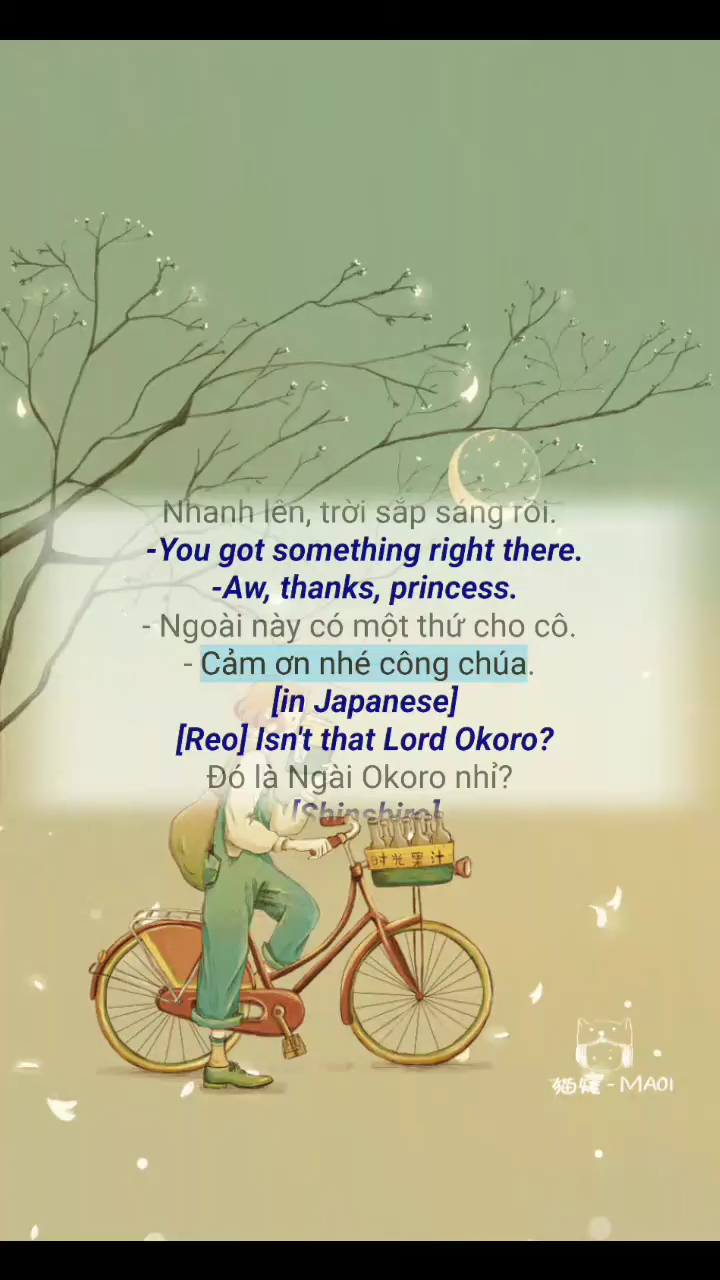 Nhanh lên, trời sắp sáng rồi.
-You got something right there.
-Aw, thanks, princess.
- Ngoài này có một thứ cho cô.
- Cảm ơn nhé công chúa.
[in Japanese]
[Reo] Isn't that Lord Okoro?
Đó là Ngài Okoro nhỉ?
[Shinshiro]
时光果汁
-MAOI